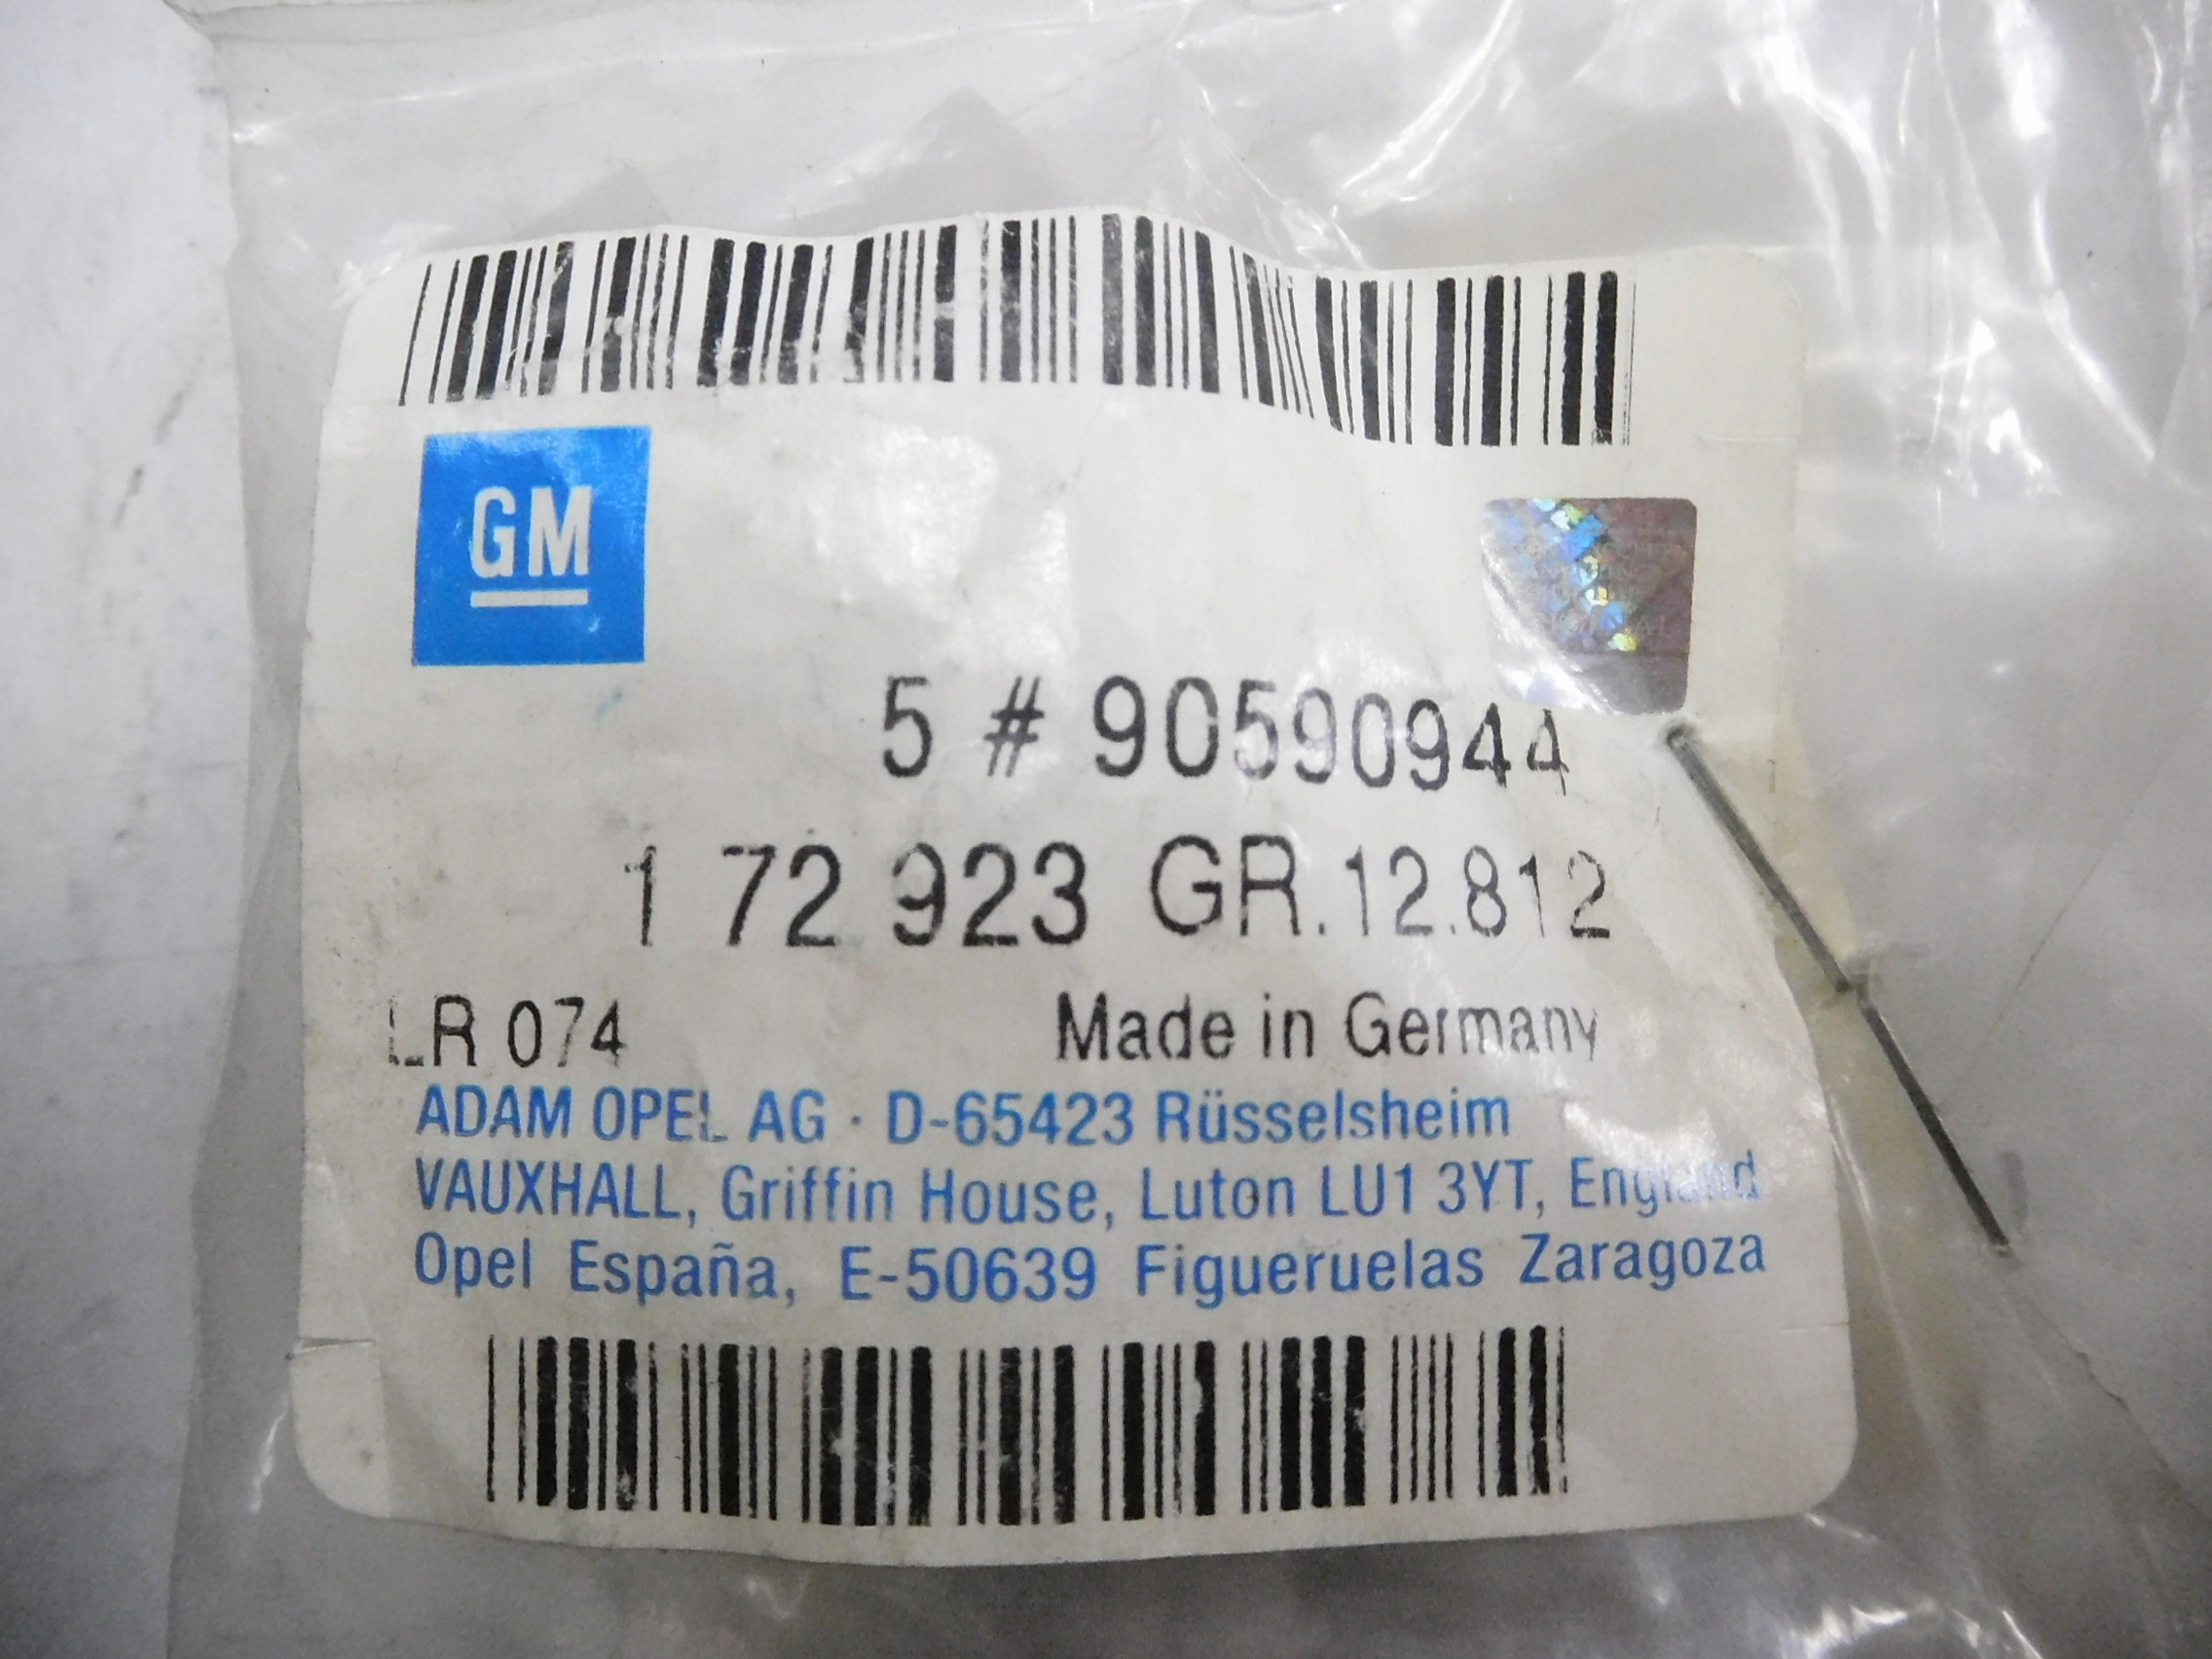 GM
5 # 90590944
1 72 923 GR.12.812
LR 074 Made in Germany
ADAM OPEL AG · D-65423 Rüsselsheim
VAUXHALL, Griffin House, Luton LU1 3YT, England
Opel España, E-50639 Figueruelas Zaragoza